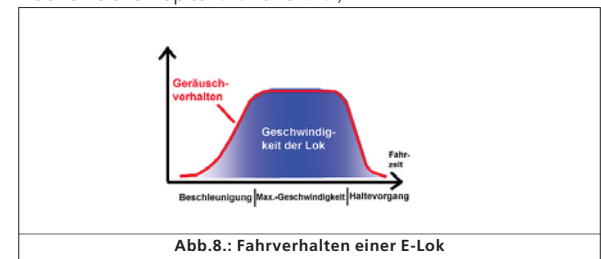 Geräusch-
verhalten
Geschwindig-
keit der Lok
Fahr-
zeit
Beschleunigung|Max.-Geschwindigkeit|Haltevorgang
Abb.8.: Fahrverhalten einer E-Lok